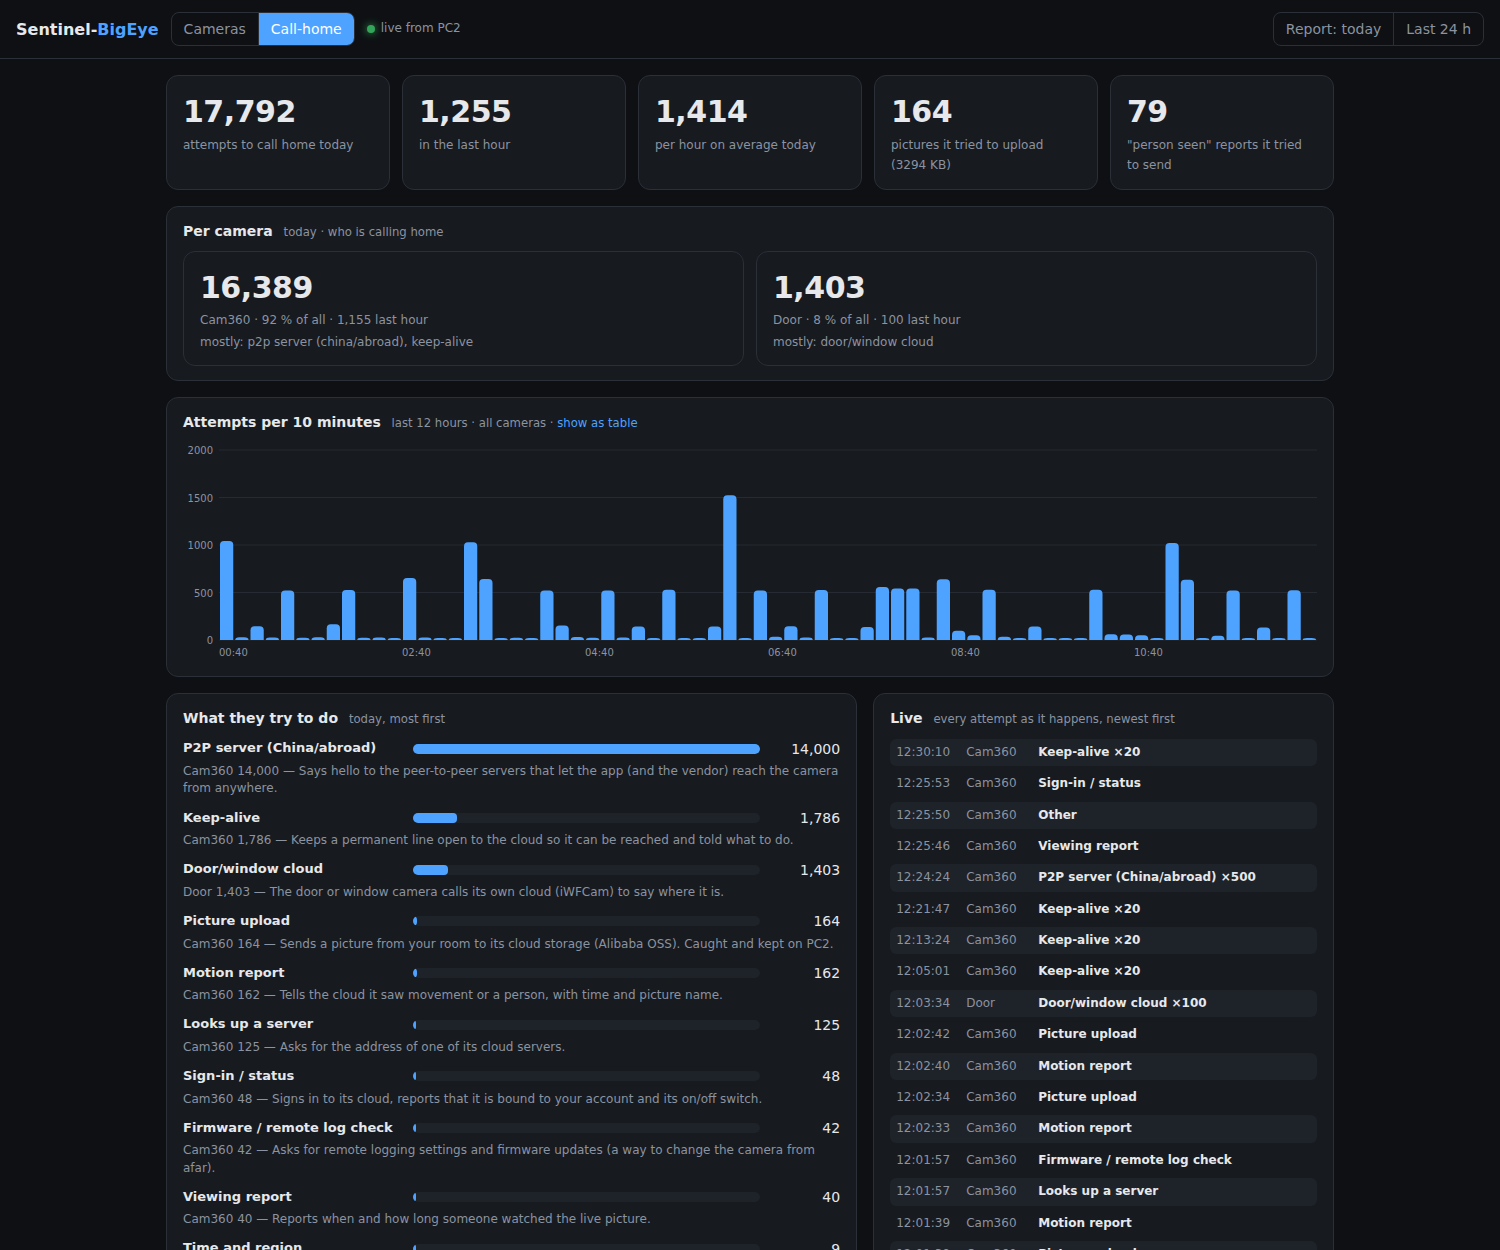 Sentinel-BigEye
Cameras
Call-home
live from PC2
Report: today
Last 24 h
17,792
attempts to call home today
1,255
in the last hour
1,414
per hour on average today
164
pictures it tried to upload
(3294 KB)
79
"person seen" reports it tried
to send
Per camera today · who is calling home
16,389
Cam360 · 92 % of all · 1,155 last hour
mostly: p2p server (china/abroad), keep-alive
1,403
Door · 8 % of all · 100 last hour
mostly: door/window cloud
Attempts per 10 minutes last 12 hours · all cameras · show as table
2000
1500
1000
500
0
00:40 02:40 04:40 06:40 08:40 10:40
What they try to do today, most first
P2P server (China/abroad) 14,000
Cam360 14,000 — Says hello to the peer-to-peer servers that let the app (and the vendor) reach the camera
from anywhere.
Keep-alive 1,786
Cam360 1,786 — Keeps a permanent line open to the cloud so it can be reached and told what to do.
Door/window cloud 1,403
Door 1,403 — The door or window camera calls its own cloud (iWFCam) to say where it is.
Picture upload 164
Cam360 164 — Sends a picture from your room to its cloud storage (Alibaba OSS). Caught and kept on PC2.
Motion report 162
Cam360 162 — Tells the cloud it saw movement or a person, with time and picture name.
Looks up a server 125
Cam360 125 — Asks for the address of one of its cloud servers.
Sign-in / status 48
Cam360 48 — Signs in to its cloud, reports that it is bound to your account and its on/off switch.
Firmware / remote log check 42
Cam360 42 — Asks for remote logging settings and firmware updates (a way to change the camera from
afar).
Viewing report 40
Cam360 40 — Reports when and how long someone watched the live picture.
Time and region 9
Live every attempt as it happens, newest first
12:30:10 Cam360 Keep-alive ×20
12:25:53 Cam360 Sign-in / status
12:25:50 Cam360 Other
12:25:46 Cam360 Viewing report
12:24:24 Cam360 P2P server (China/abroad) ×500
12:21:47 Cam360 Keep-alive ×20
12:13:24 Cam360 Keep-alive ×20
12:05:01 Cam360 Keep-alive ×20
12:03:34 Door Door/window cloud ×100
12:02:42 Cam360 Picture upload
12:02:40 Cam360 Motion report
12:02:34 Cam360 Picture upload
12:02:33 Cam360 Motion report
12:01:57 Cam360 Firmware / remote log check
12:01:57 Cam360 Looks up a server
12:01:39 Cam360 Motion report